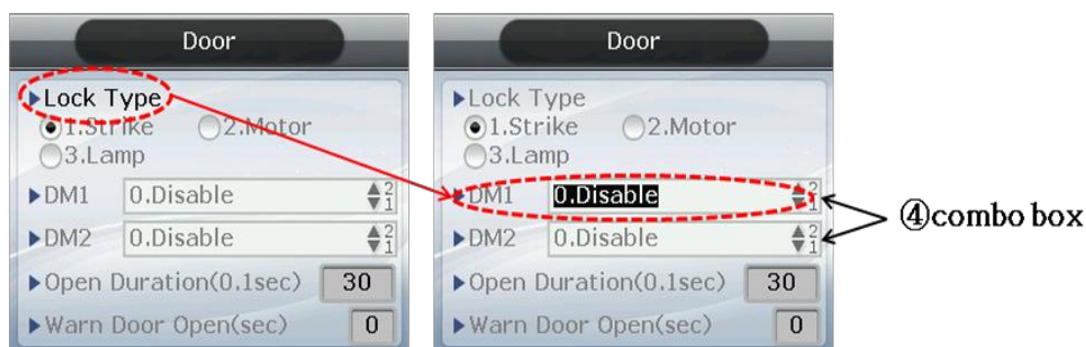 Door
▶Lock Type
1.Strike 2.Motor
3.Lamp
▶DM1 0.Disable 2 1
▶DM2 0.Disable 2 1
▶Open Duration(0.1sec) 30
▶Warn Door Open(sec) 0
Door
▶Lock Type
1.Strike 2.Motor
3.Lamp
▶DM1 0.Disable 2 1
▶DM2 0.Disable 2 1
▶Open Duration(0.1sec) 30
▶Warn Door Open(sec) 0
④combo box